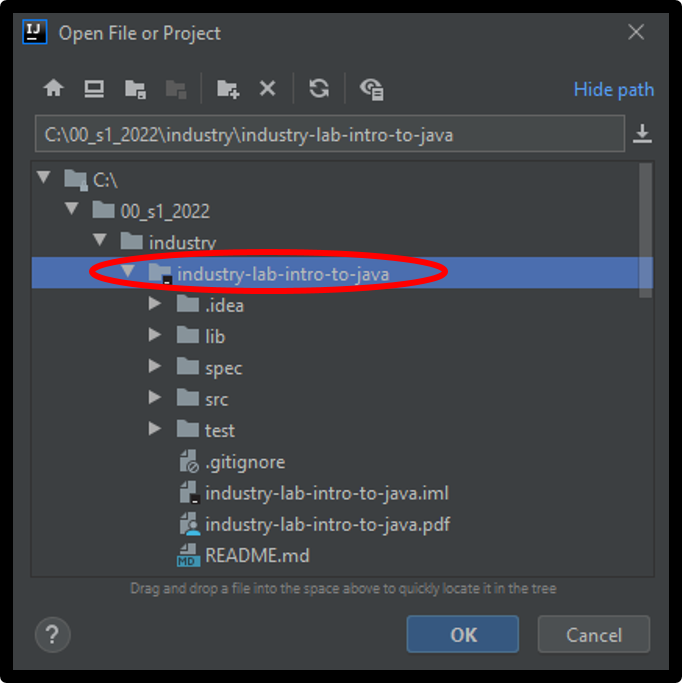 IJ Open File or Project
Hide path
C:\00_s1_2022\industry\industry-lab-intro-to-java
C:\
00_s1_2022
industry
industry-lab-intro-to-java
.idea
lib
spec
src
test
.gitignore
industry-lab-intro-to-java.iml
industry-lab-intro-to-java.pdf
MD README.md
Drag and drop a file into the space above to quickly locate it in the tree
? OK Cancel